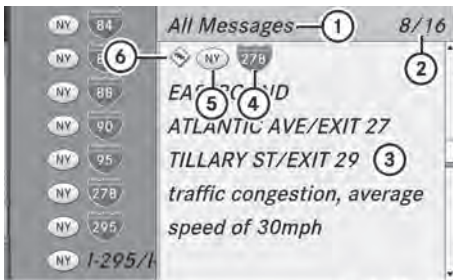 NY 84
NY
NY 88
NY 90
NY 95
NY 278
NY 295
NY I-295/
All Messages 1 8/16
2
6 NY 278
5 4
EASTBOUND
ATLANTIC AVE/EXIT 27
TILLARY ST/EXIT 29 3
traffic congestion, average
speed of 30mph